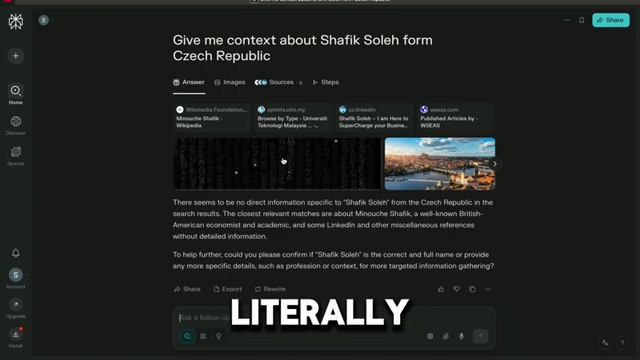 S
Share
Give me context about Shafik Soleh form
Czech Republic
Home
Discover
Spaces
Account
Upgrade
Install
Answer
Images
Sources · 6
Steps
Wikimedia Foundation...
Minouche Shafik -
Wikipedia
eprints.utm.my
Browse by Type - Universiti
Teknologi Malaysia ... -...
cz.linkedin
Shafik Soleh – I am Here to
SuperCharge your Busine...
wseas.com
Published Articles by -
WSEAS
There seems to be no direct information specific to "Shafik Soleh" from the Czech Republic in the
search results. The closest relevant matches are about Minouche Shafik, a well-known British-
American economist and academic, and some LinkedIn and other miscellaneous references
without detailed information.
To help further, could you please confirm if "Shafik Soleh" is the correct and full name or provide
any more specific details, such as profession or context, for more targeted information gathering?
Share
Export
Rewrite
Ask a follow-up
LITERALLY
S